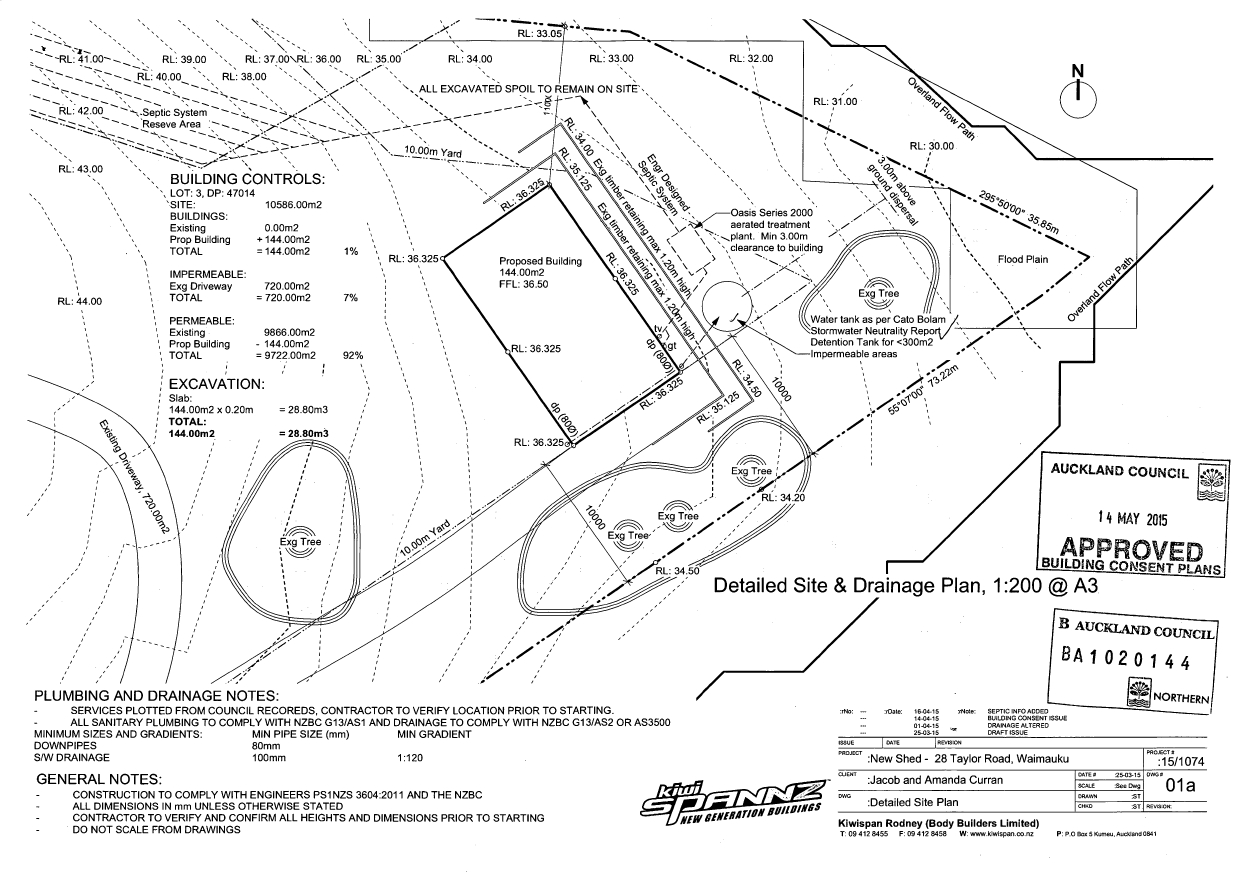 RL: 33.05
RL: 41.00
RL: 39.00
RL: 37.00
RL: 36.00
RL: 35.00
RL: 34.00
RL: 33.00
RL: 32.00
RL: 40.00
RL: 38.00
RL: 42.00
RL: 43.00
RL: 44.00
RL: 31.00
RL: 30.00
N
Overland Flow Path
ALL EXCAVATED SPOIL TO REMAIN ON SITE
Septic System
Reseve Area
10.00m Yard
RL: 34.00
RL: 35.125
RL: 36.325
Exg timber retaining max 1.20m high
Exg timber retaining max 1.20m high
Engr Designed
Septic System
3.00m above
ground dispersal
295°50'00" 35.85m
Oasis Series 2000
aerated treatment
plant. Min 3.00m
clearance to building
Flood Plain
Overland Flow Path
BUILDING CONTROLS:
LOT: 3, DP: 47014
SITE: 10586.00m2
BUILDINGS:
Existing 0.00m2
Prop Building + 144.00m2
TOTAL = 144.00m2 1%
IMPERMEABLE:
Exg Driveway 720.00m2
TOTAL = 720.00m2 7%
PERMEABLE:
Existing 9866.00m2
Prop Building - 144.00m2
TOTAL = 9722.00m2 92%
EXCAVATION:
Slab:
144.00m2 x 0.20m = 28.80m3
TOTAL:
144.00m2 = 28.80m3
RL: 36.325
Proposed Building
144.00m2
FFL: 36.50
RL: 36.325
RL: 36.325
tv
gt
dp (80Ø)
RL: 36.325
dp (80Ø)
RL: 36.325
RL: 34.50
RL: 35.125
10000
Exg Tree
Water tank as per Cato Bolam
Stormwater Neutrality Report
Detention Tank for <300m2
Impermeable areas
55°07'00" 73.22m
Existing Driveway, 720.00m2
Exg Tree
10.00m Yard
10000
Exg Tree
Exg Tree
Exg Tree
RL: 34.20
RL: 34.50
AUCKLAND COUNCIL
14 MAY 2015
APPROVED
BUILDING CONSENT PLANS
Detailed Site & Drainage Plan, 1:200 @ A3
B AUCKLAND COUNCIL
BA1020144
NORTHERN
PLUMBING AND DRAINAGE NOTES:
- SERVICES PLOTTED FROM COUNCIL RECOREDS, CONTRACTOR TO VERIFY LOCATION PRIOR TO STARTING.
- ALL SANITARY PLUMBING TO COMPLY WITH NZBC G13/AS1 AND DRAINAGE TO COMPLY WITH NZBC G13/AS2 OR AS3500
MINIMUM SIZES AND GRADIENTS: MIN PIPE SIZE (mm) MIN GRADIENT
DOWNPIPES 80mm
S/W DRAINAGE 100mm 1:120
GENERAL NOTES:
- CONSTRUCTION TO COMPLY WITH ENGINEERS PS1NZS 3604:2011 AND THE NZBC
- ALL DIMENSIONS IN mm UNLESS OTHERWISE STATED
- CONTRACTOR TO VERIFY AND CONFIRM ALL HEIGHTS AND DIMENSIONS PRIOR TO STARTING
- DO NOT SCALE FROM DRAWINGS
kiwi
SPANNZ
NEW GENERATION BUILDINGS
:rNo: --- :rDate: 16-04-15 :rNote: SEPTIC INFO ADDED
--- 14-04-15 BUILDING CONSENT ISSUE
--- 01-04-15 DRAINAGE ALTERED
--- 25-03-15 DRAFT ISSUE
ISSUE DATE REVISION
PROJECT :New Shed - 28 Taylor Road, Waimauku
PROJECT # :15/1074
CLIENT :Jacob and Amanda Curran
DATE # :25-03-15
SCALE :See Dwg
DWG # 01a
DWG :Detailed Site Plan
DRAWN :ST
CHKD :ST
REVISION:
Kiwispan Rodney (Body Builders Limited)
T: 09 412 8455 F: 09 412 8458 W: www.kiwispan.co.nz P: P.O Box 5 Kumeu, Auckland 0841